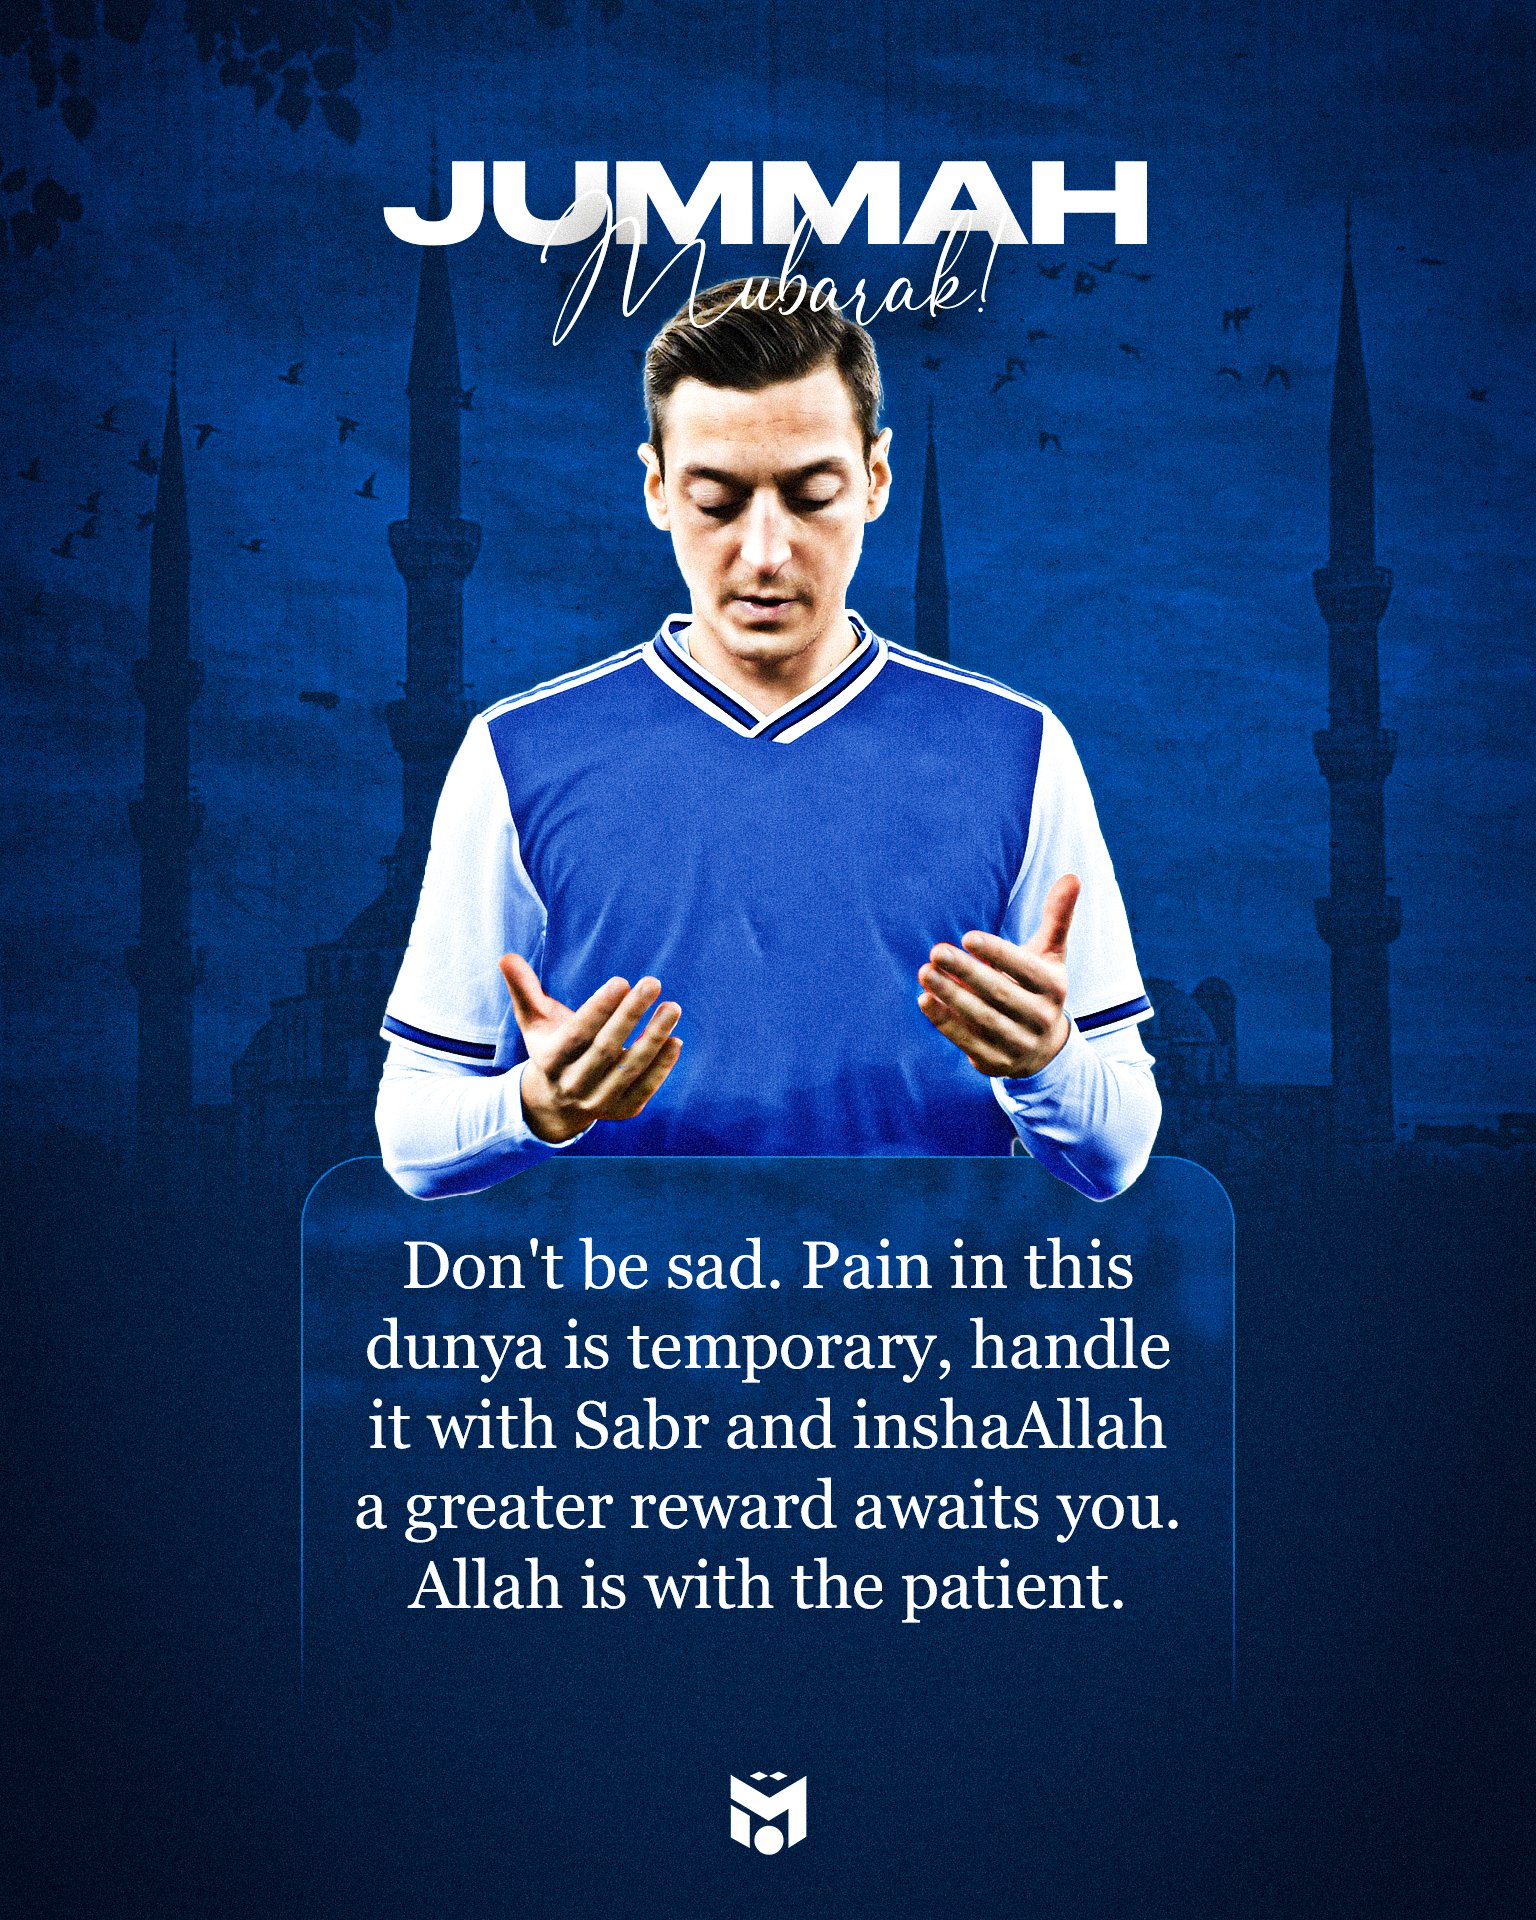 JUMMAH
Mubarak!
Don't be sad. Pain in this
dunya is temporary, handle
it with Sabr and inshaAllah
a greater reward awaits you.
Allah is with the patient.